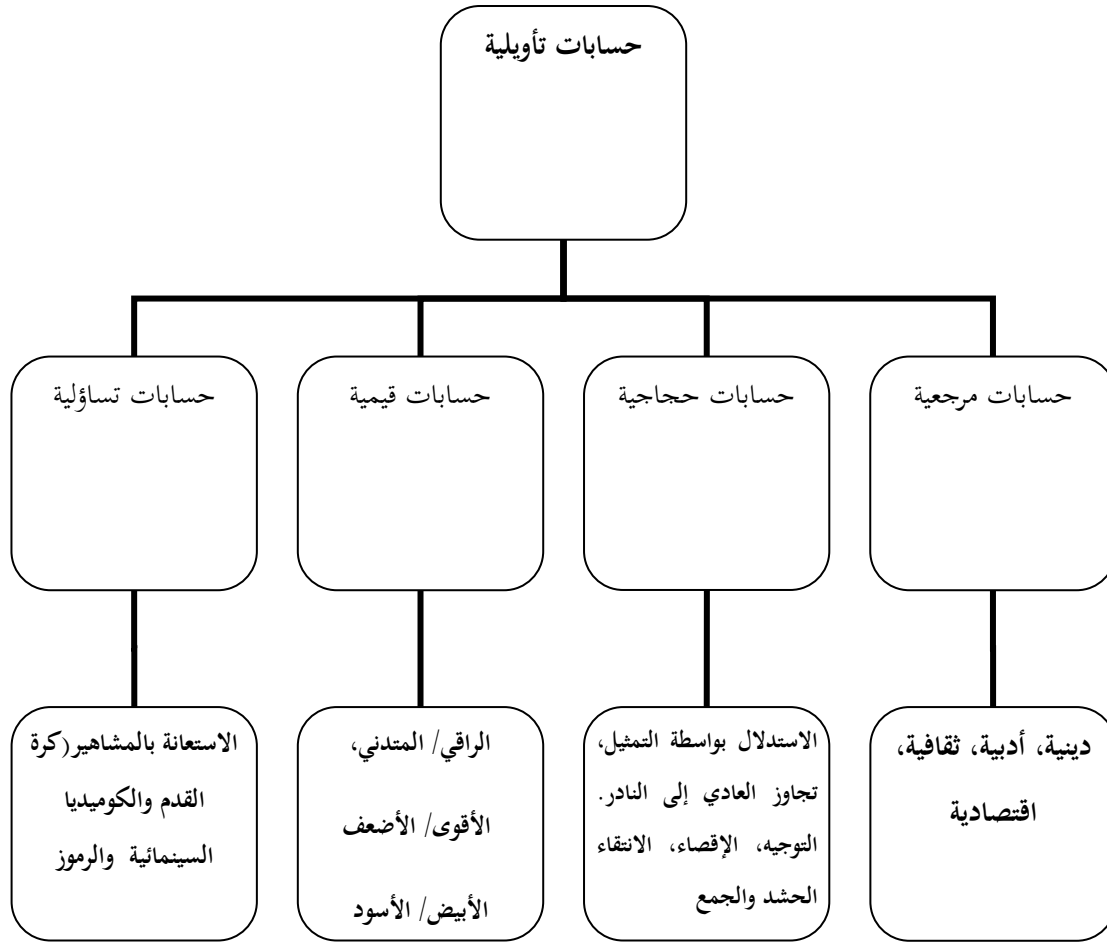 حسابات تأويلية
حسابات مرجعية
حسابات حجاجية
حسابات قيمية
حسابات تساؤلية
دينية، أدبية، ثقافية،
اقتصادية
الاستدلال بواسطة التمثيل،
تجاوز العادي إلى النادر.
التوجيه، الإقصاء، الانتقاء
الحشد والجمع
الراقي/ المتدني،
الأقوى/ الأضعف
الأبيض/ الأسود
الاستعانة بالمشاهير(كرة
القدم والكوميديا
السينمائية والرموز